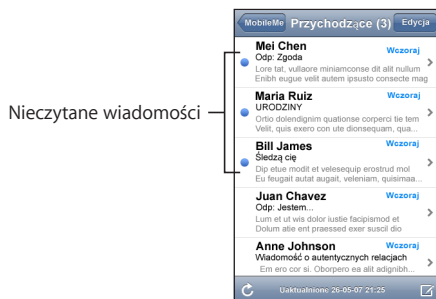 Nieczytane wiadomości
MobileMe Przychodzące (3) Edycja
Mei Chen Wczoraj
Odp: Zgoda
Lore tat, vullaore miniamconse dit alit nullum
Enibh eugue velit autem ipsusto consecte mag
Maria Ruiz Wczoraj
URODZINY
Ortio dolendignim quationse corperci tie tem
Velit, quis exero con ute dionsequam, qua...
Bill James Wczoraj
Śledzą cię
Dip etue modit et velesequip erostrud mol
Eu feugait autat augait, veleniam, quisimaa...
Juan Chavez Wczoraj
Odp: Jestem...
Lum et ut wis dolor iustie facipismod et
Dolum atie ent praessed exer suscil dio
Anne Johnson Wczoraj
Wiadomość o autentycznych relacjach
Em ero cor si. Oborpero ea alit adignibh...
Uaktualniono 26-05-07 21:25